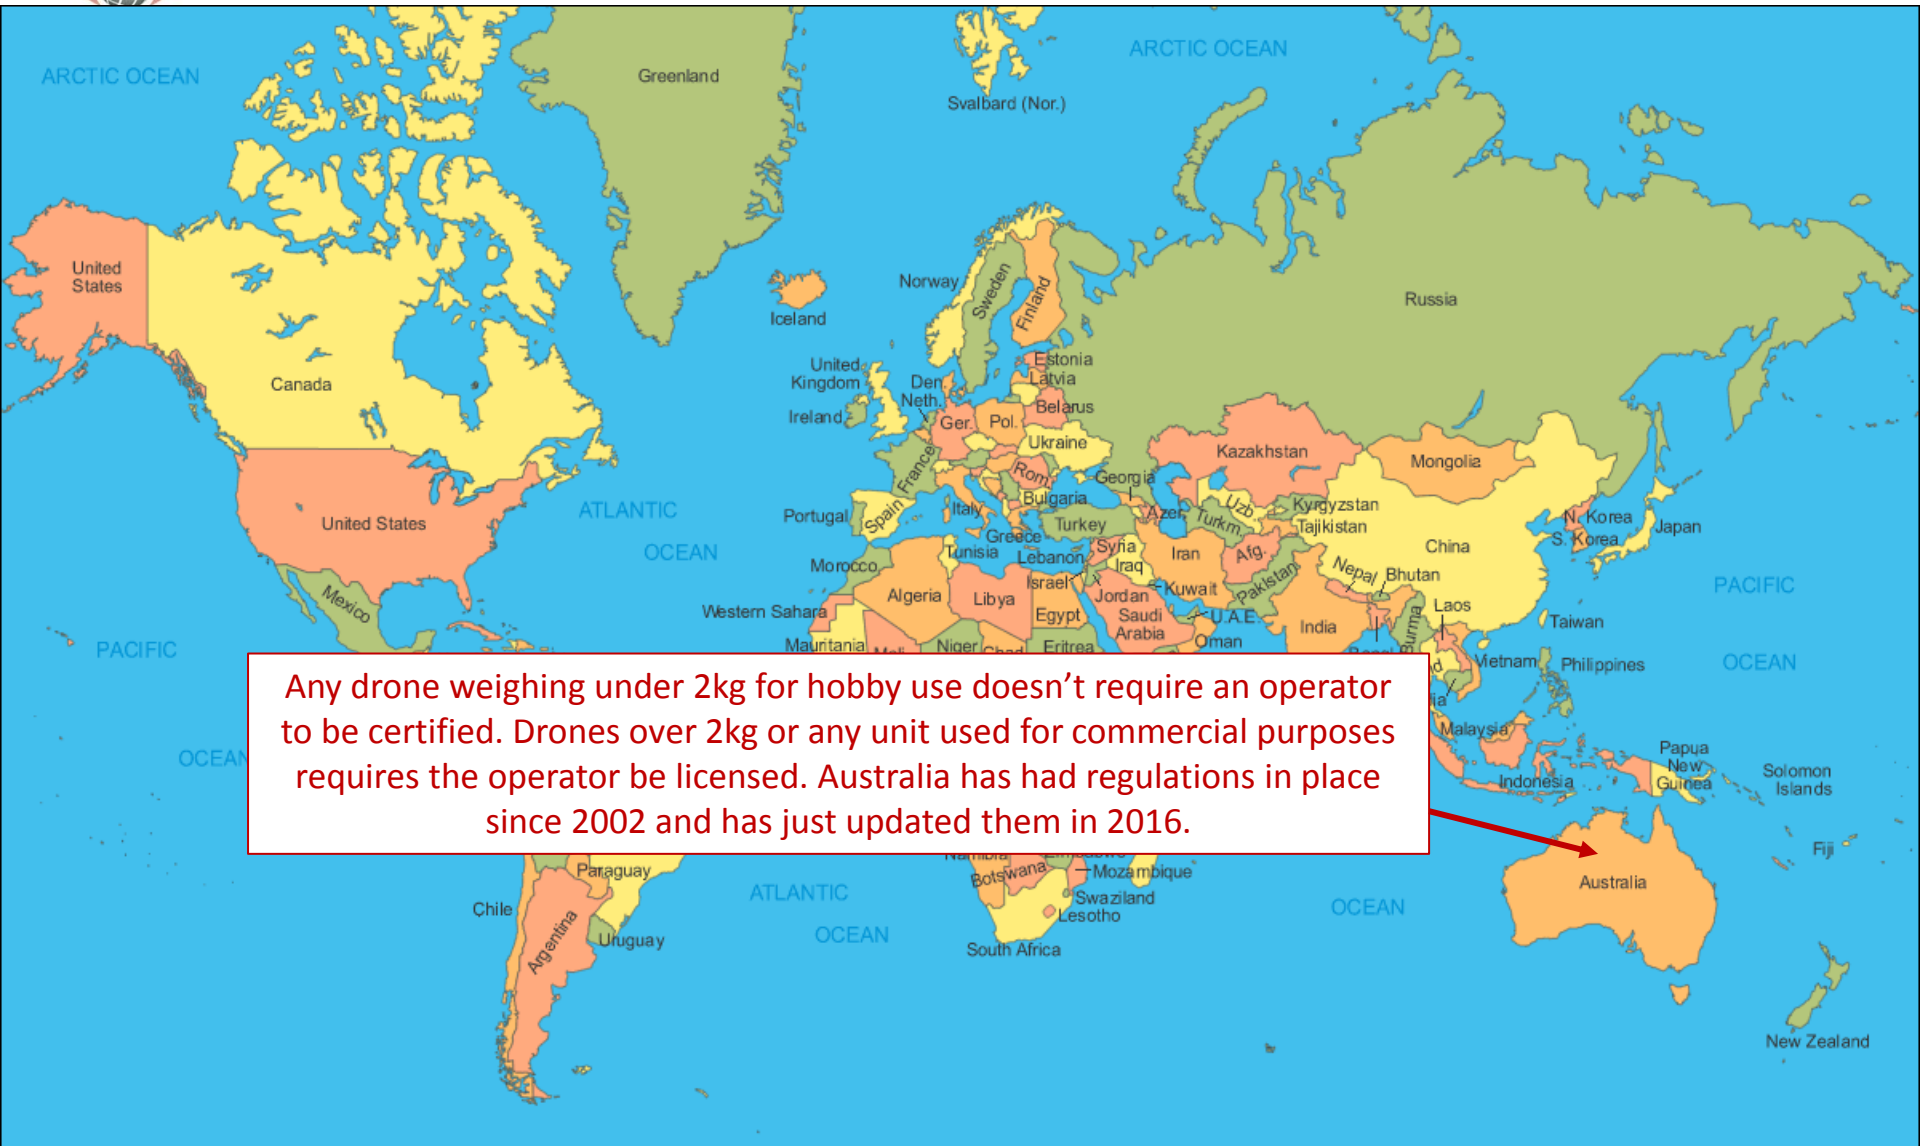 ARCTIC OCEAN
ARCTIC OCEAN
Greenland
Svalbard (Nor.)
United
States
Norway
Sweden
Finland
Iceland
Russia
Canada
United
Kingdom
Ireland
Den.
Neth.
Estonia
Latvia
Belarus
Ger.
Pol.
Ukraine
France
Rom.
Kazakhstan
Mongolia
Georgia
Bulgaria
Italy
Spain
Portugal
Azer.
Turkm.
Uzb.
Kyrgyzstan
Tajikistan
United States
ATLANTIC
OCEAN
Greece
Turkey
Tunisia
Lebanon
Syria
Iraq
Iran
Afg.
China
N. Korea
S. Korea
Japan
Morocco
Israel
Jordan
Kuwait
Pakistan
Nepal
Bhutan
PACIFIC
OCEAN
Mexico
Algeria
Libya
Egypt
Saudi
Arabia
U.A.E.
Oman
India
Burma
Laos
Taiwan
Western Sahara
Mauritania
Mali
Niger
Chad
Eritrea
Vietnam
Philippines
PACIFIC
OCEAN
Any drone weighing under 2kg for hobby use doesn’t require an operator
to be certified. Drones over 2kg or any unit used for commercial purposes
requires the operator be licensed. Australia has had regulations in place
since 2002 and has just updated them in 2016.
Malaysia
Indonesia
Papua
New
Guinea
Solomon
Islands
Fiji
Australia
New Zealand
Paraguay
Chile
Argentina
Uruguay
ATLANTIC
OCEAN
Namibia
Botswana
Zimbabwe
Mozambique
Swaziland
Lesotho
South Africa
OCEAN